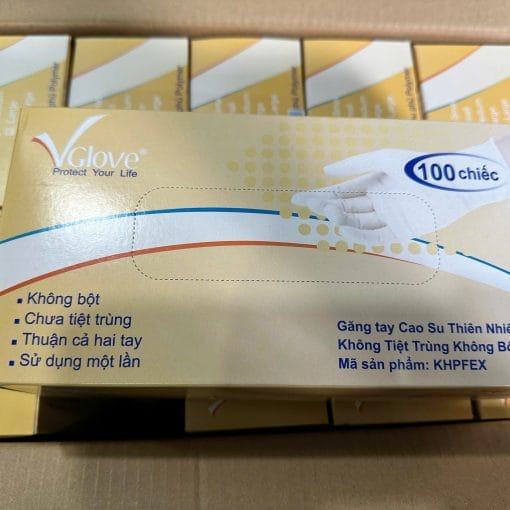 VGlove®
Protect Your Life
100 chiếc
Không bột
Chưa tiệt trùng
Thuận cả hai tay
Sử dụng một lần
Găng tay Cao Su Thiên Nhiê
Không Tiệt Trùng Không Bộ
Mã sản phẩm: KHPFEX